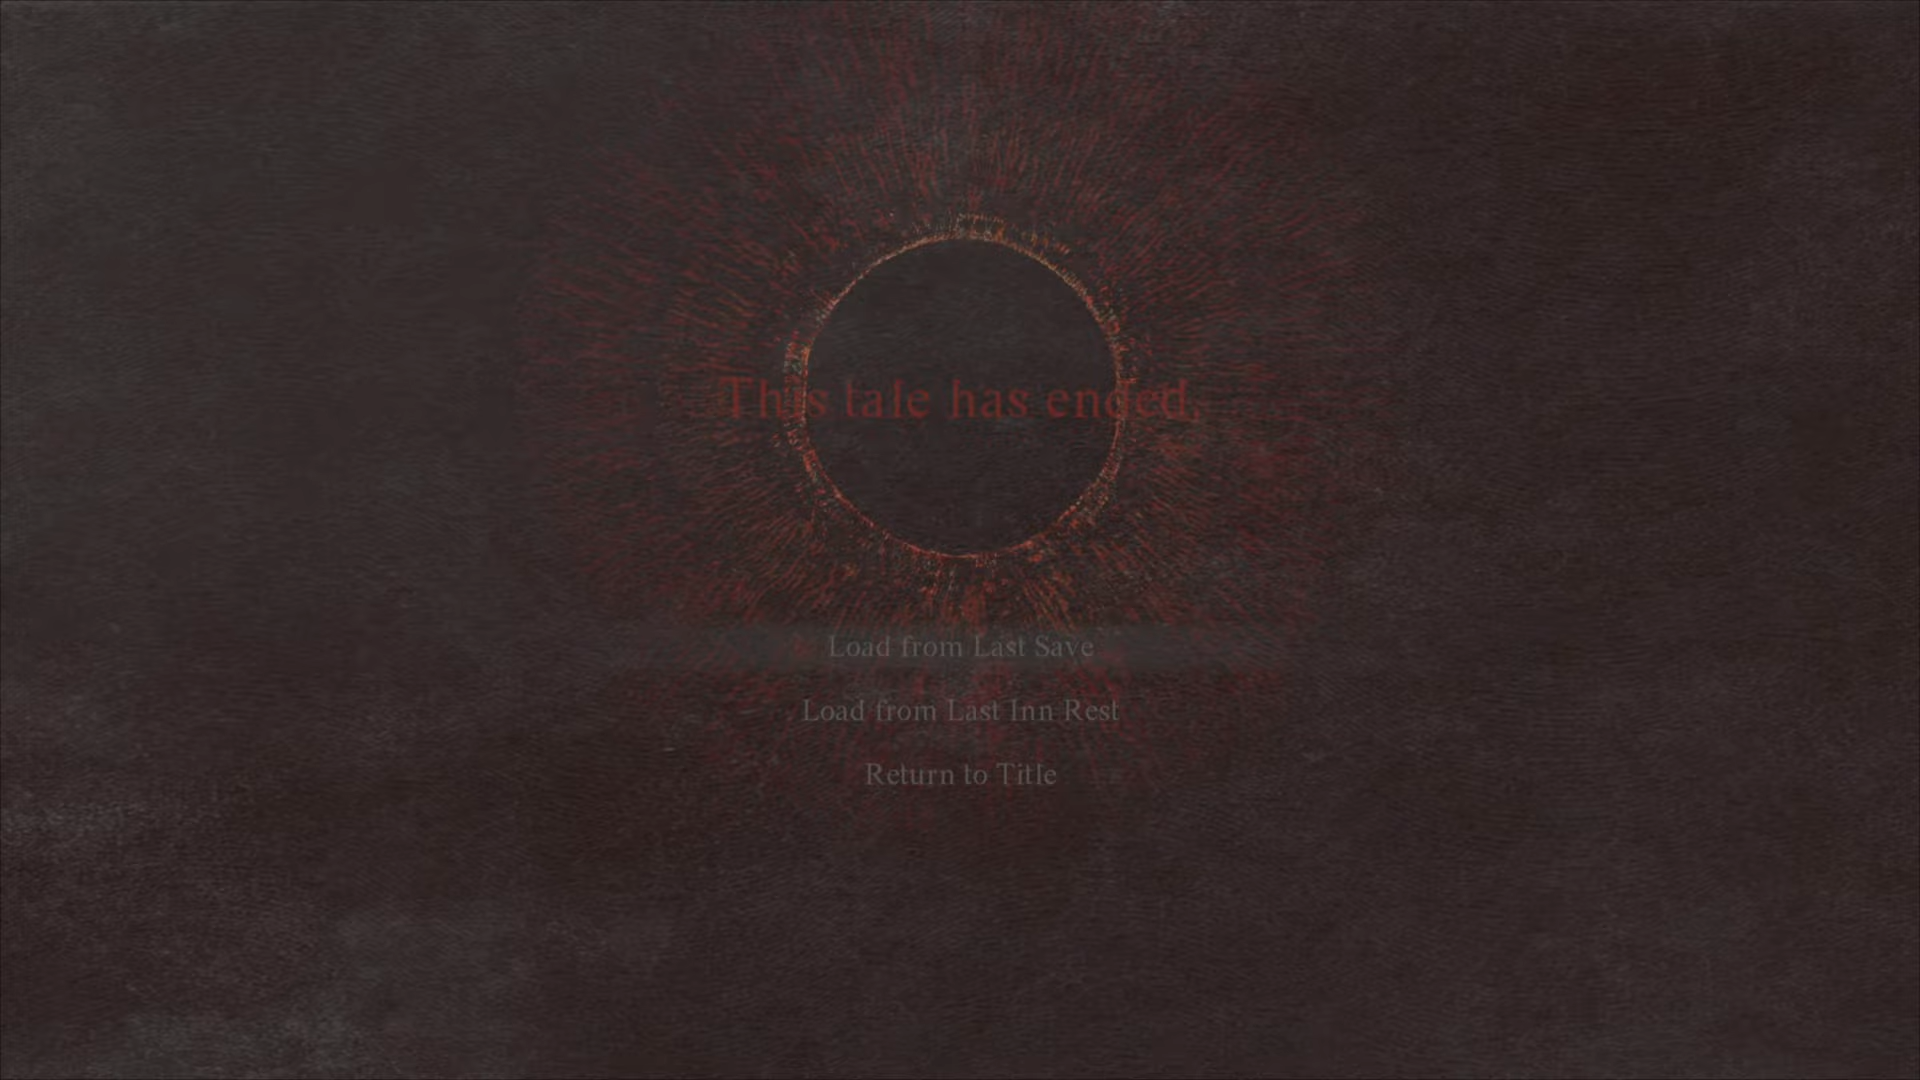 This tale has ended.
Load from Last Save
Load from Last Inn Rest
Return to Title